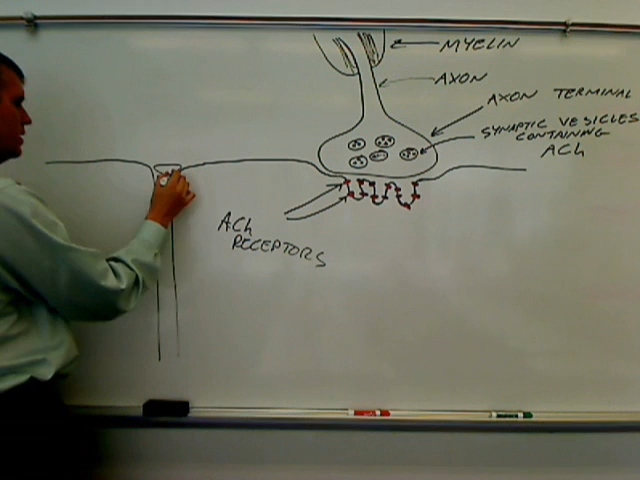 MYELIN
AXON
AXON TERMINAL
SYNAPTIC VESICLES
CONTAINING
ACh
ACh
RECEPTORS